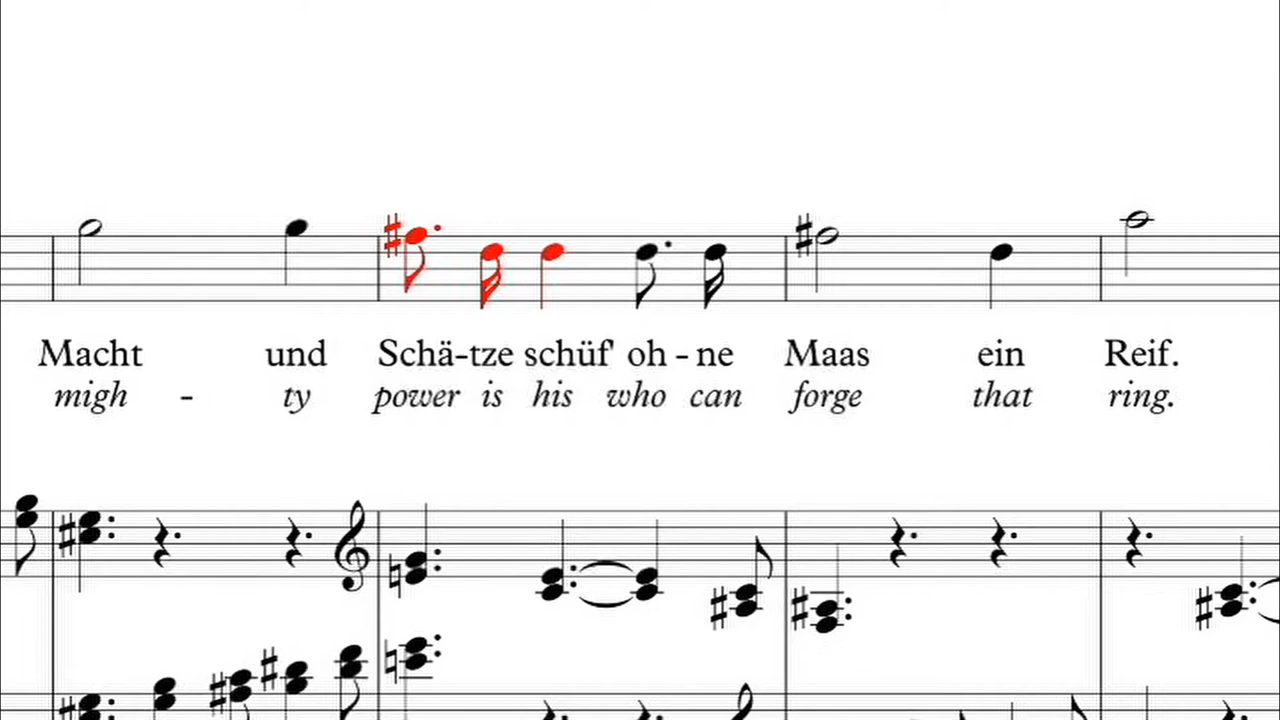 Macht und Schä-tze schüf' oh-ne Maas ein Reif.
migh - ty power is his who can forge that ring.